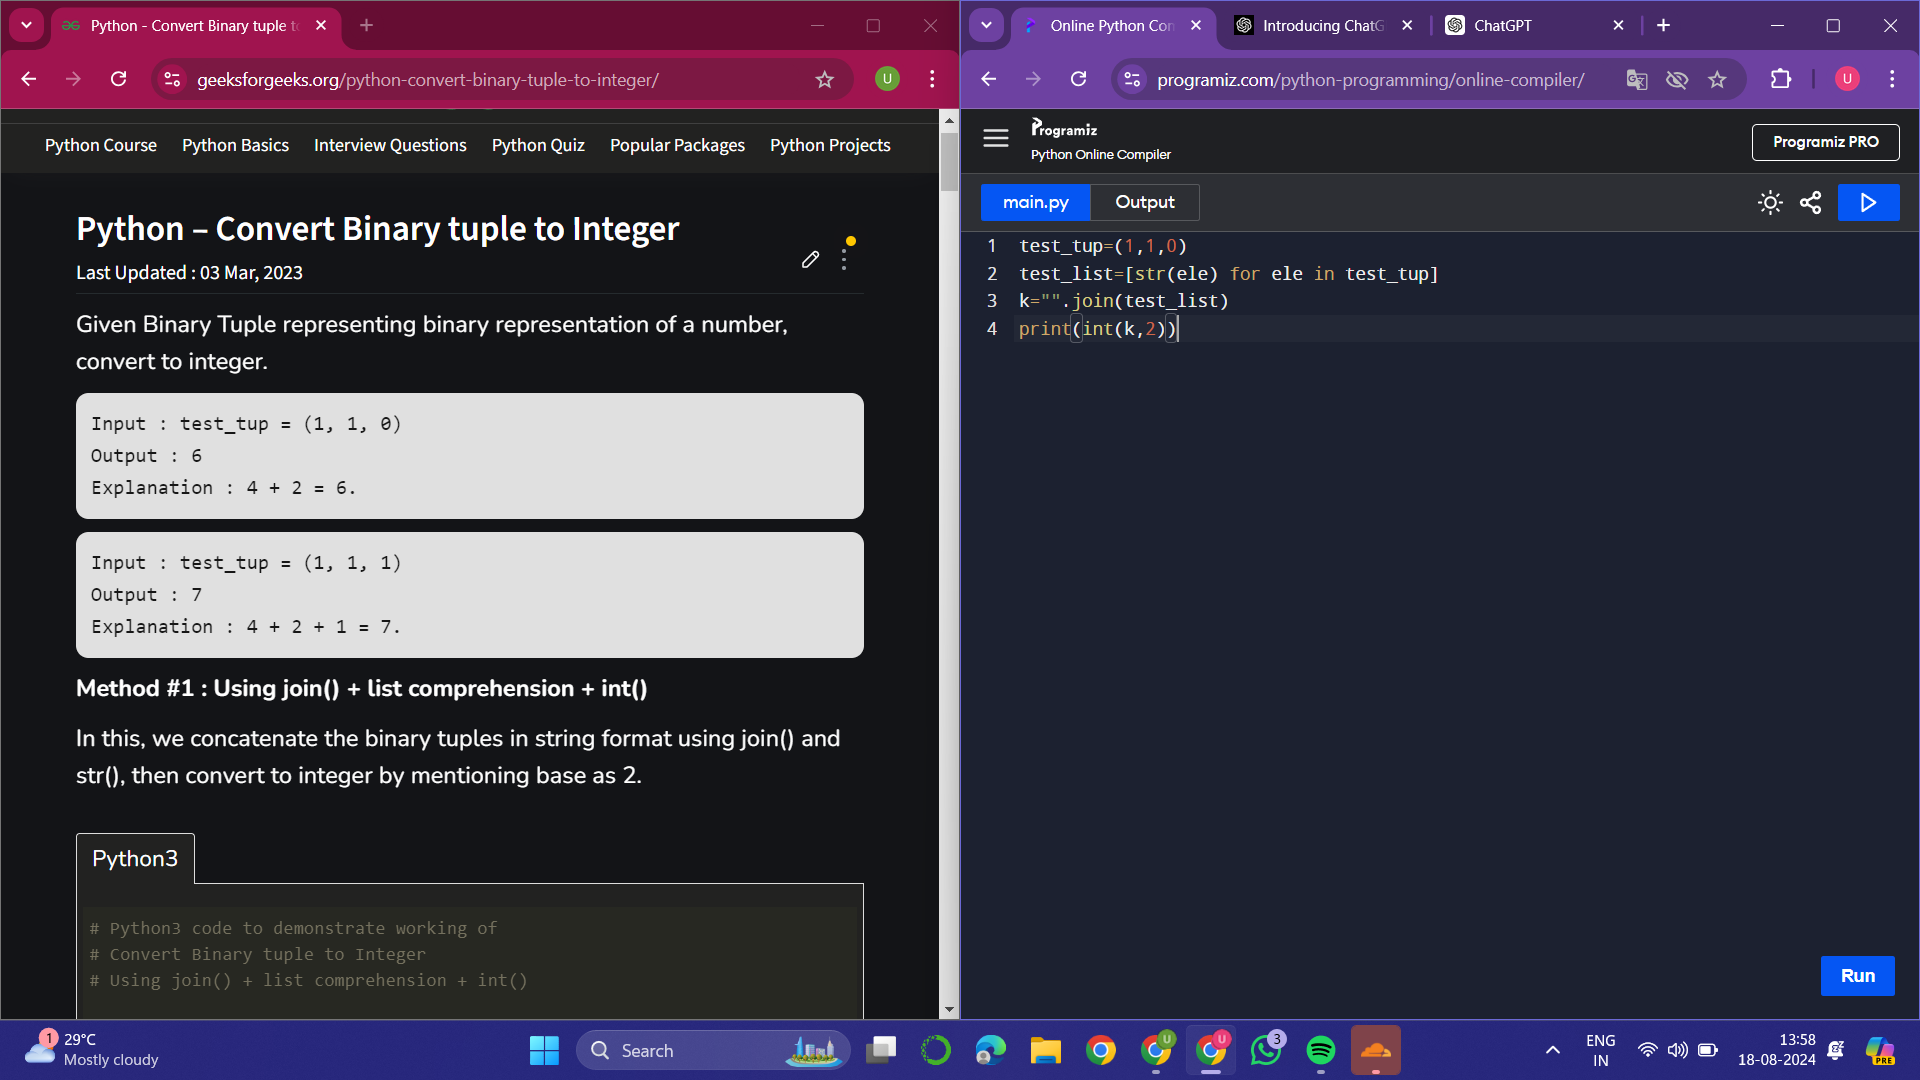 Python - Convert Binary tuple t
geeksforgeeks.org/python-convert-binary-tuple-to-integer/
U
Python Course Python Basics Interview Questions Python Quiz Popular Packages Python Projects
Python – Convert Binary tuple to Integer
Last Updated : 03 Mar, 2023
Given Binary Tuple representing binary representation of a number,
convert to integer.
Input : test_tup = (1, 1, 0)
Output : 6
Explanation : 4 + 2 = 6.
Input : test_tup = (1, 1, 1)
Output : 7
Explanation : 4 + 2 + 1 = 7.
Method #1 : Using join() + list comprehension + int()
In this, we concatenate the binary tuples in string format using join() and
str(), then convert to integer by mentioning base as 2.
Python3
# Python3 code to demonstrate working of
# Convert Binary tuple to Integer
# Using join() + list comprehension + int()
Online Python Con
Introducing ChatG
ChatGPT
programiz.com/python-programming/online-compiler/
U
Programiz
Python Online Compiler
Programiz PRO
main.py
Output
1 test_tup=(1,1,0)
2 test_list=[str(ele) for ele in test_tup]
3 k="".join(test_list)
4 print(int(k,2))
Run
1
29°C
Mostly cloudy
Search
U
U
3
ENG
IN
13:58
18-08-2024
PRE